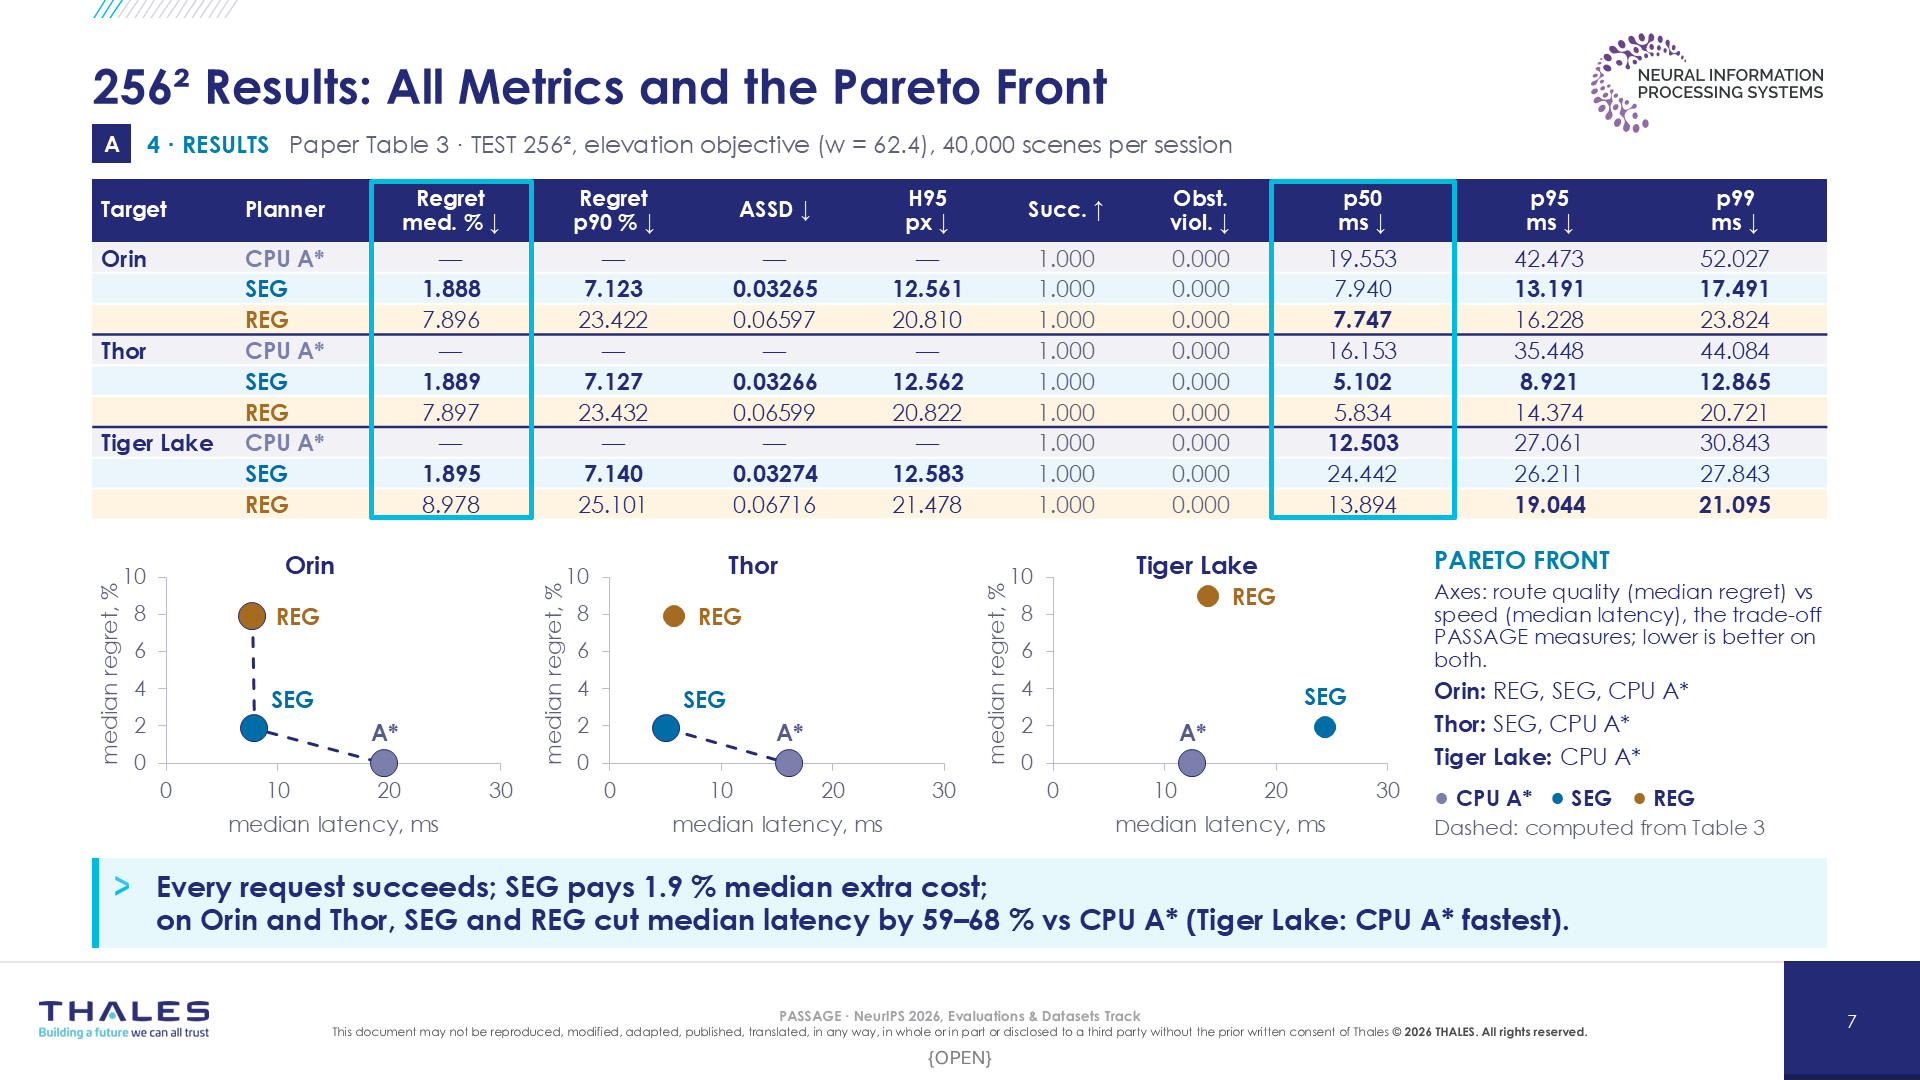 256² Results: All Metrics and the Pareto Front
NEURAL INFORMATION
PROCESSING SYSTEMS
A 4 · RESULTS Paper Table 3 · TEST 256², elevation objective (w = 62.4), 40,000 scenes per session
Target Planner Regret med. % ↓ Regret p90 % ↓ ASSD ↓ H95 px ↓ Succ. ↑ Obst. viol. ↓ p50 ms ↓ p95 ms ↓ p99 ms ↓
Orin CPU A* — — — — 1.000 0.000 19.553 42.473 52.027
SEG 1.888 7.123 0.03265 12.561 1.000 0.000 7.940 13.191 17.491
REG 7.896 23.422 0.06597 20.810 1.000 0.000 7.747 16.228 23.824
Thor CPU A* — — — — 1.000 0.000 16.153 35.448 44.084
SEG 1.889 7.127 0.03266 12.562 1.000 0.000 5.102 8.921 12.865
REG 7.897 23.432 0.06599 20.822 1.000 0.000 5.834 14.374 20.721
Tiger Lake CPU A* — — — — 1.000 0.000 12.503 27.061 30.843
SEG 1.895 7.140 0.03274 12.583 1.000 0.000 24.442 26.211 27.843
REG 8.978 25.101 0.06716 21.478 1.000 0.000 13.894 19.044 21.095
Orin
median regret, %
10
8
6
4
2
0
REG
SEG
A*
0 10 20 30
median latency, ms
Thor
median regret, %
10
8
6
4
2
0
REG
SEG
A*
0 10 20 30
median latency, ms
Tiger Lake
median regret, %
10
8
6
4
2
0
REG
SEG
A*
0 10 20 30
median latency, ms
PARETO FRONT
Axes: route quality (median regret) vs
speed (median latency), the trade-off
PASSAGE measures; lower is better on
both.
Orin: REG, SEG, CPU A*
Thor: SEG, CPU A*
Tiger Lake: CPU A*
CPU A* SEG REG
Dashed: computed from Table 3
> Every request succeeds; SEG pays 1.9 % median extra cost;
on Orin and Thor, SEG and REG cut median latency by 59–68 % vs CPU A* (Tiger Lake: CPU A* fastest).
THALES
Building a future we can all trust
PASSAGE · NeurIPS 2026, Evaluations & Datasets Track
This document may not be reproduced, modified, adapted, published, translated, in any way, in whole or in part or disclosed to a third party without the prior written consent of Thales © 2026 THALES. All rights reserved.
{OPEN}
7